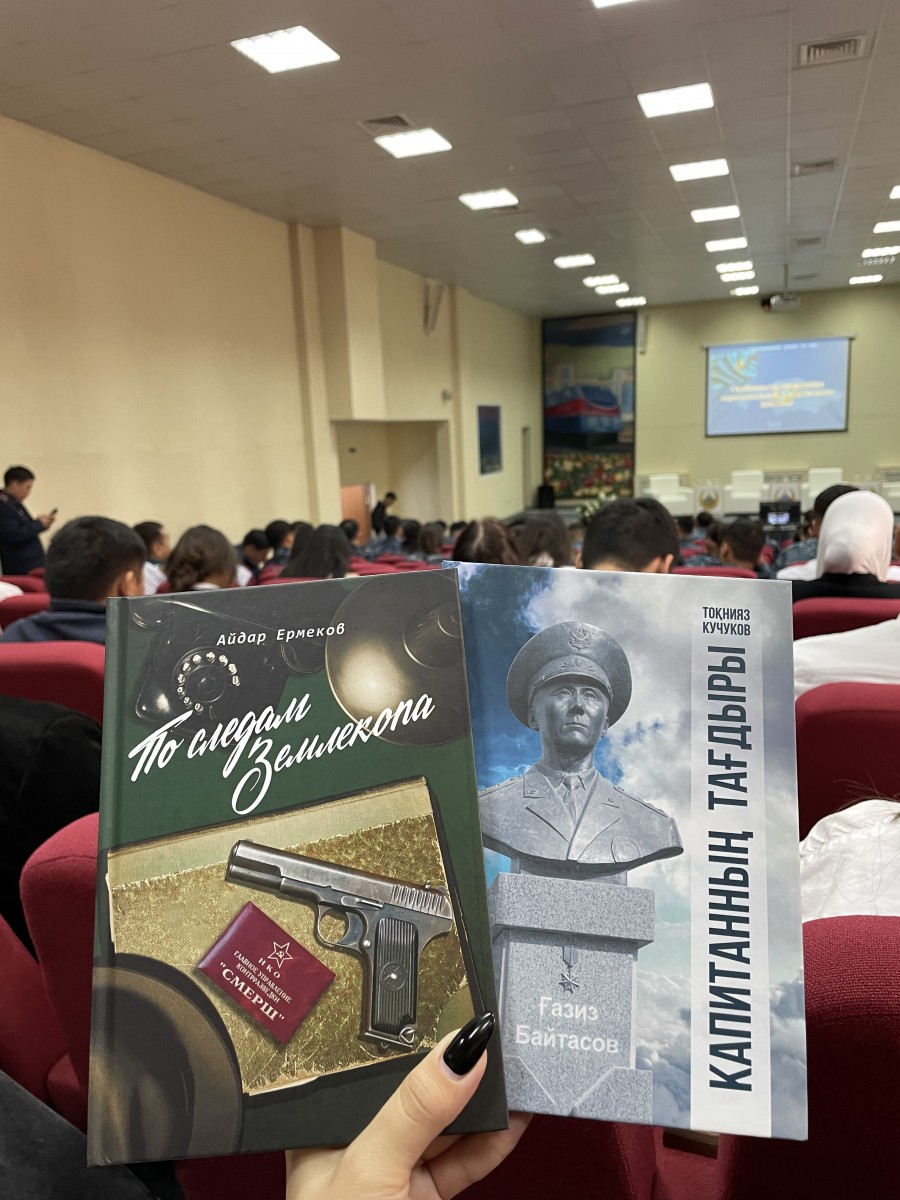 Айдар Ермеков
По следам
Землекопа
НКО
ГЛАВНОЕ УПРАВЛЕНИЕ
КОНТРРАЗВЕДКИ
"СМЕРШ"
ТОҚНИЯЗ
КУЧУКОВ
КАПИТАННЫҢ ТАҒДЫРЫ
Ғазиз
Байтасов